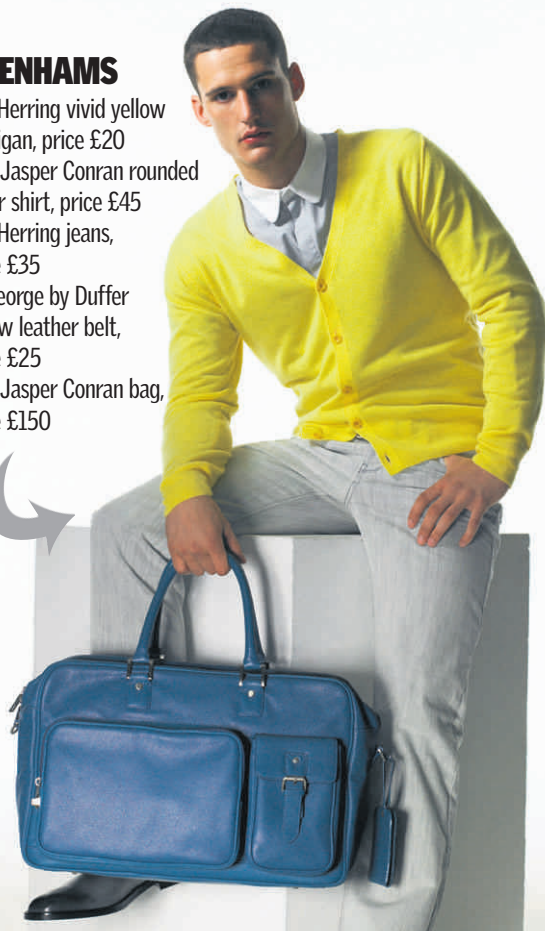 ENHAMS
Herring vivid yellow
igan, price £20
Jasper Conran rounded
r shirt, price £45
Herring jeans,
e £35
eorge by Duffer
w leather belt,
e £25
Jasper Conran bag,
e £150